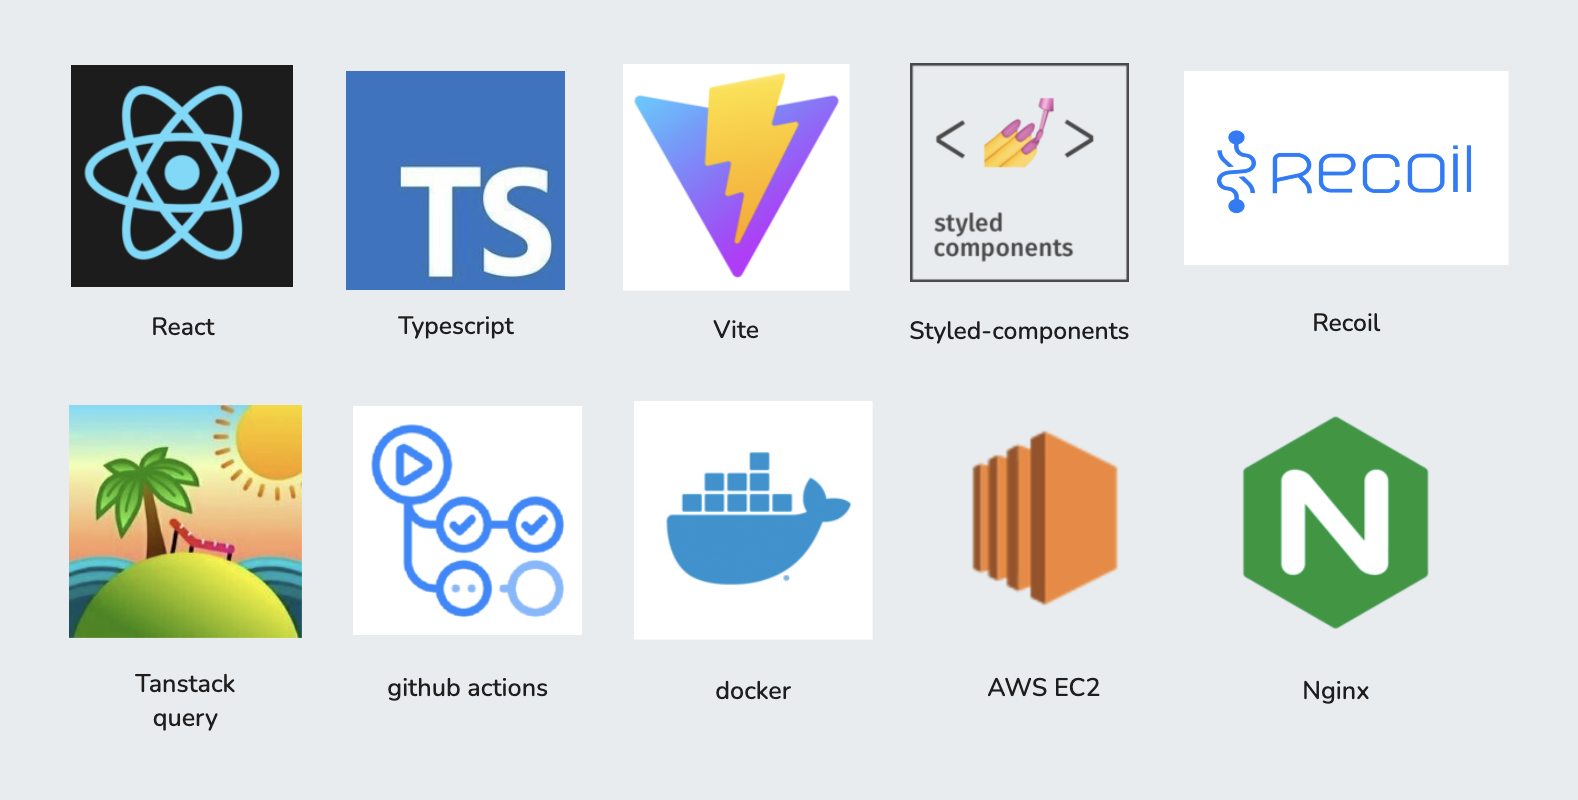 TS
styled
components
Recoil
React
Typescript
Vite
Styled-components
Recoil
N
Tanstack
query
github actions
docker
AWS EC2
Nginx